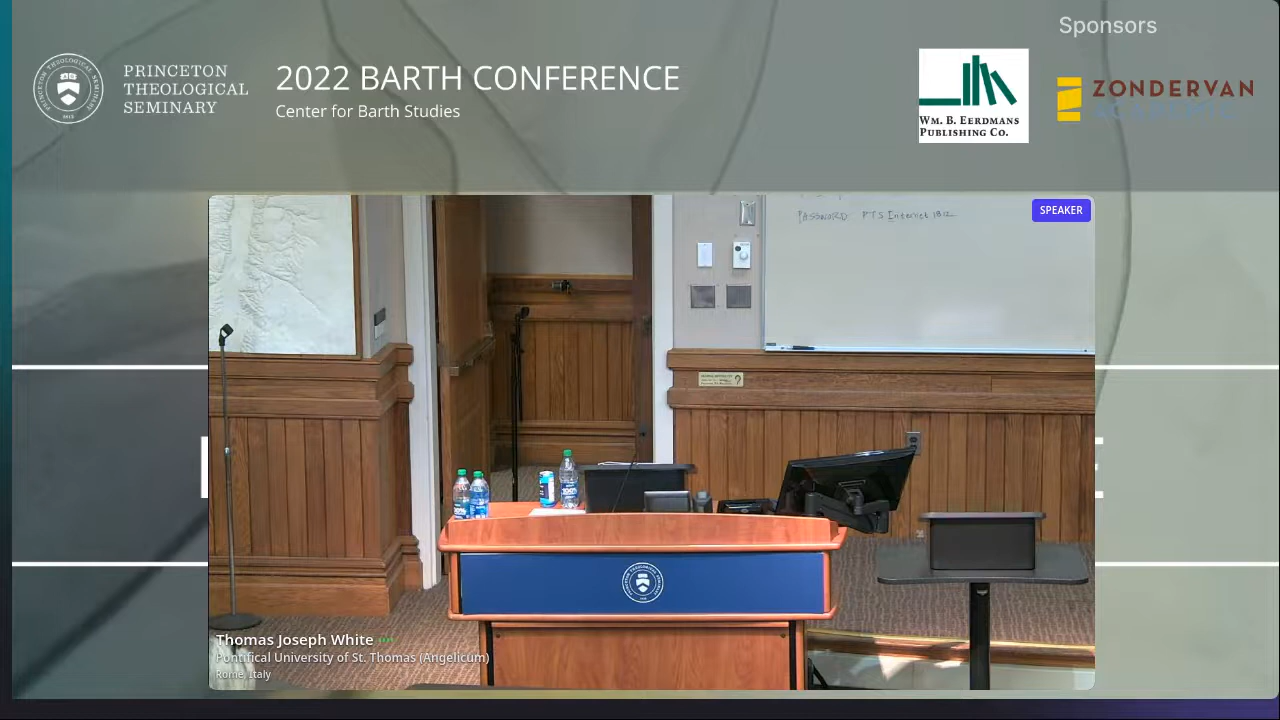 Sponsors
PRINCETON
THEOLOGICAL
SEMINARY
2022 BARTH CONFERENCE
Center for Barth Studies
WM. B. EERDMANS
PUBLISHING CO.
ZONDERVAN
ACADEMIC
SPEAKER
PASSWORD: PTS Internet 1812
Thomas Joseph White
Pontifical University of St. Thomas (Angelicum)
Rome, Italy